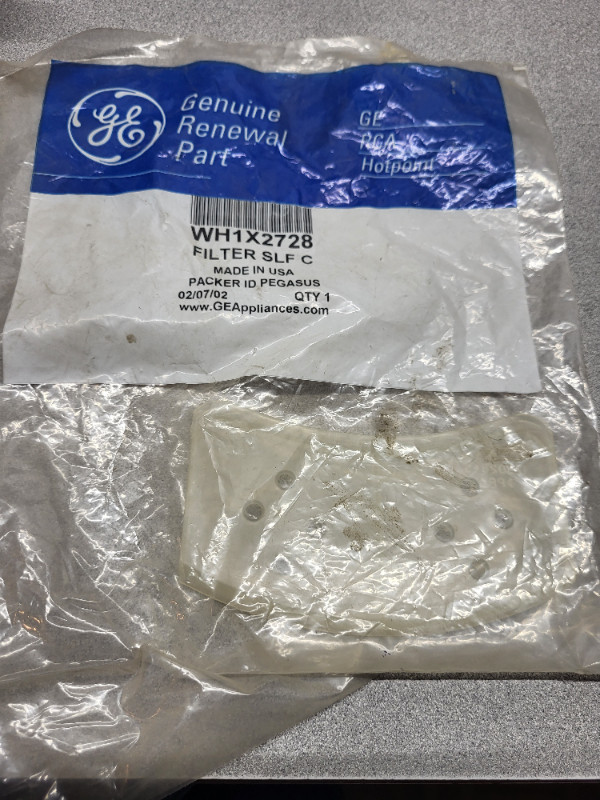 GE
Genuine
Renewal
Part
GE
RCA
Hotpoint
WH1X2728
FILTER SLF C
MADE IN USA
PACKER ID PEGASUS
02/07/02 QTY 1
www.GEAppliances.com